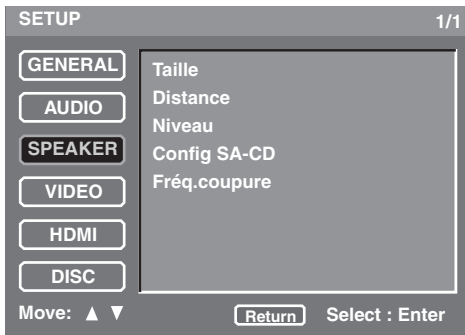 SETUP 1/1
GENERAL
AUDIO
SPEAKER
VIDEO
HDMI
DISC
Taille
Distance
Niveau
Config SA-CD
Fréq.coupure
Move: ▲ ▼ Return Select : Enter